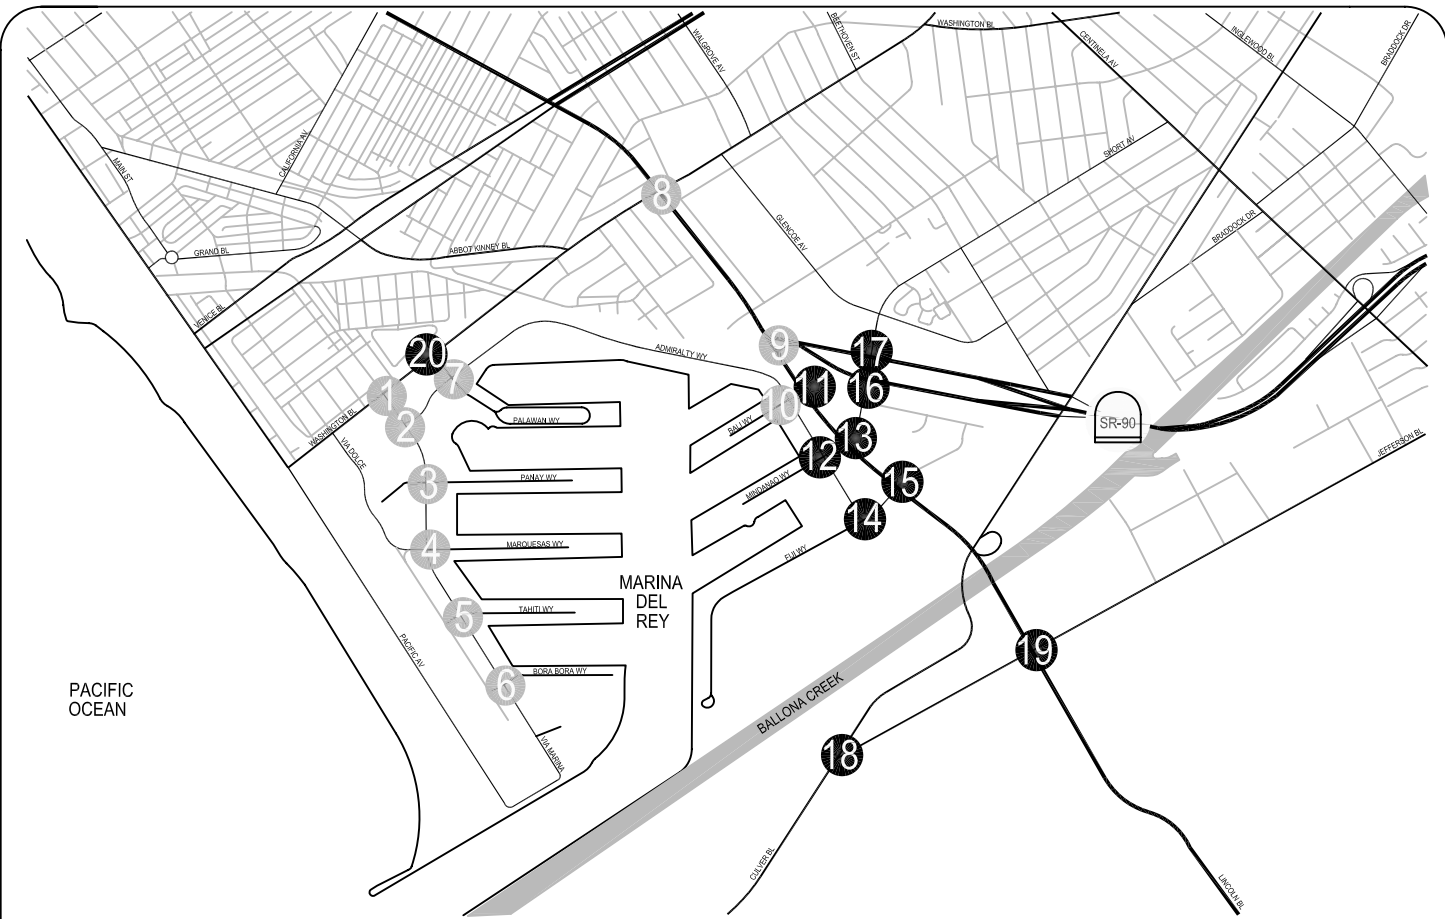 WASHINGTON BL
WALGROVE AV
BEETHOVEN ST
CENTINELA AV
INGLEWOOD BL
BRADDOCK DR
CALIFORNIA AV
MAIN ST
SHORT AV
8
GLENCOE AV
BRADDOCK DR
GRAND BL
ABBOT KINNEY BL
VENICE BL
ADMIRALTY WY
9
17
20
7
1
11
16
10
SR-90
WASHINGTON BL
2
PALAWAN WY
BALI WY
13
JEFFERSON BL
VIA DOLCE
12
3
PANAY WY
MINDANAO WY
15
14
4
MARQUESAS WY
FIJI WY
MARINA
DEL
REY
5
TAHITI WY
PACIFIC AV
19
6
BORA BORA WY
PACIFIC
OCEAN
BALLONA CREEK
VIA MARINA
18
CULVER BL
LINCOLN BL